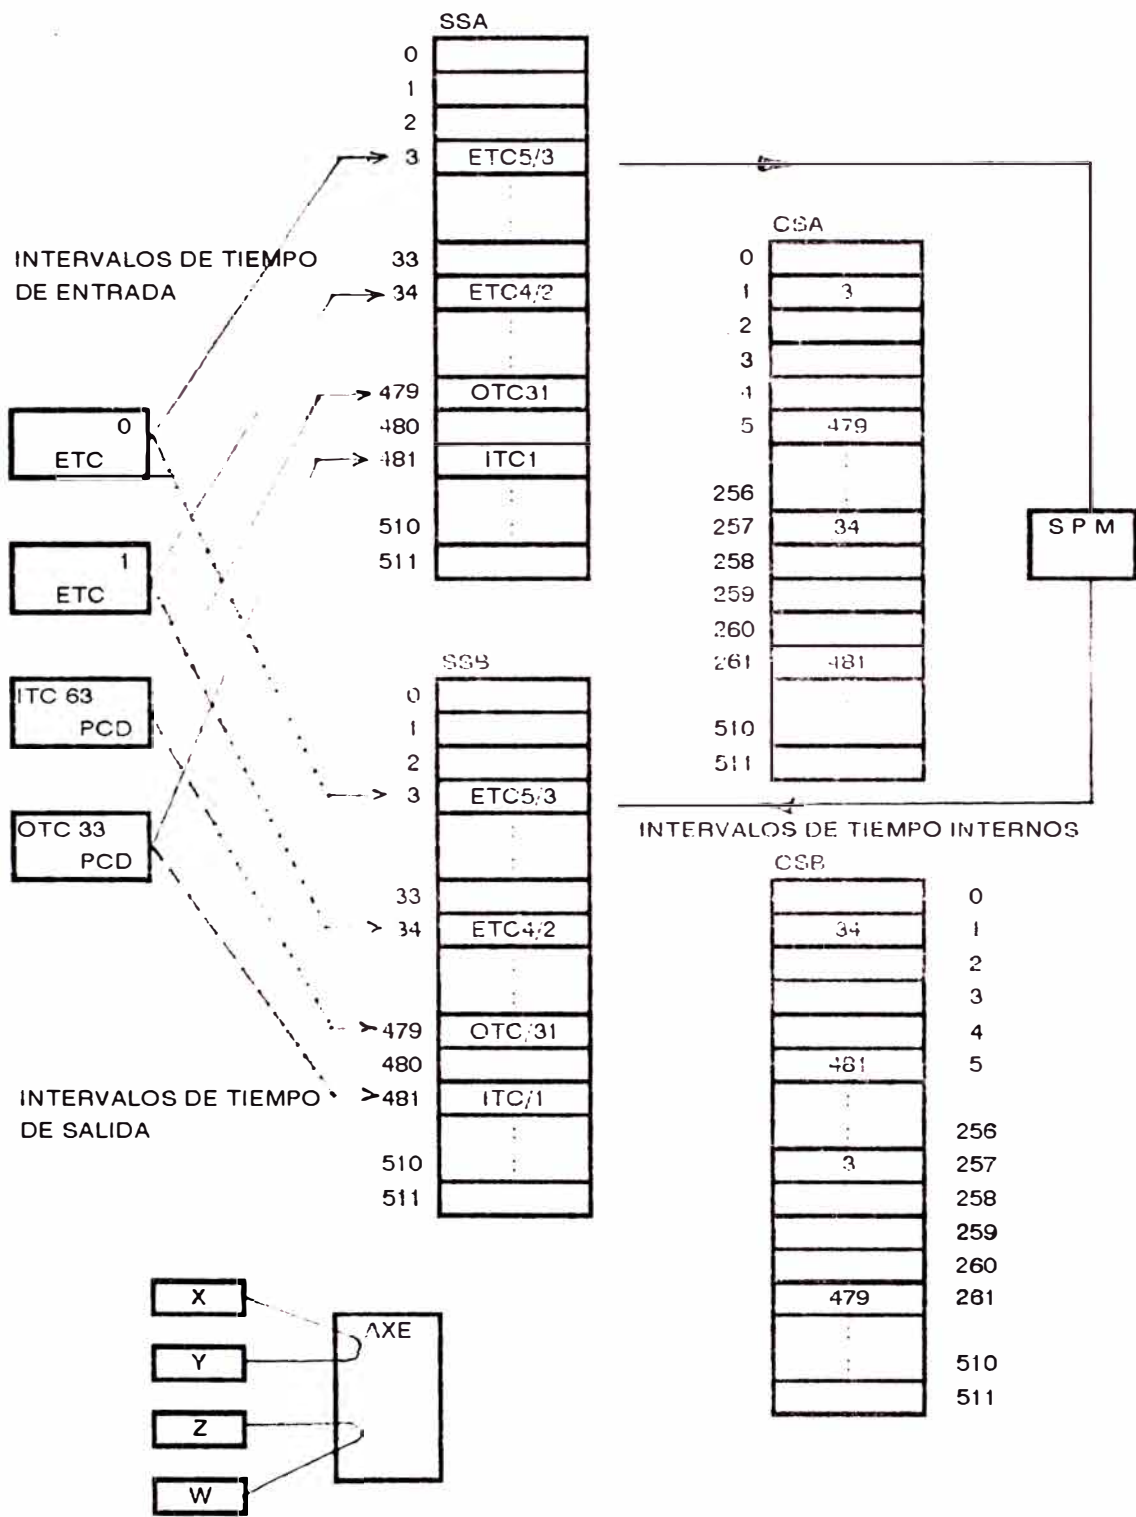 SSA
0
1
2
3 ETC5/3
INTERVALOS DE TIEMPO
DE ENTRADA
33
34 ETC4/2
479 OTC31
480
481 ITC1
510
511
CSA
0
1 3
2
3
4
5 479
256
257 34
258
259
260
261 481
510
511
0
ETC
1
ETC
ITC 63
PCD
OTC 33
PCD
SPM
SSB
0
1
2
3 ETC5/3
33
34 ETC4/2
479 OTC/31
480
481 ITC/1
510
511
INTERVALOS DE TIEMPO
DE SALIDA
INTERVALOS DE TIEMPO INTERNOS
CSB
0
34 1
2
3
4
481 5
256
3 257
258
259
260
479 261
510
511
X
Y
Z
W
AXE